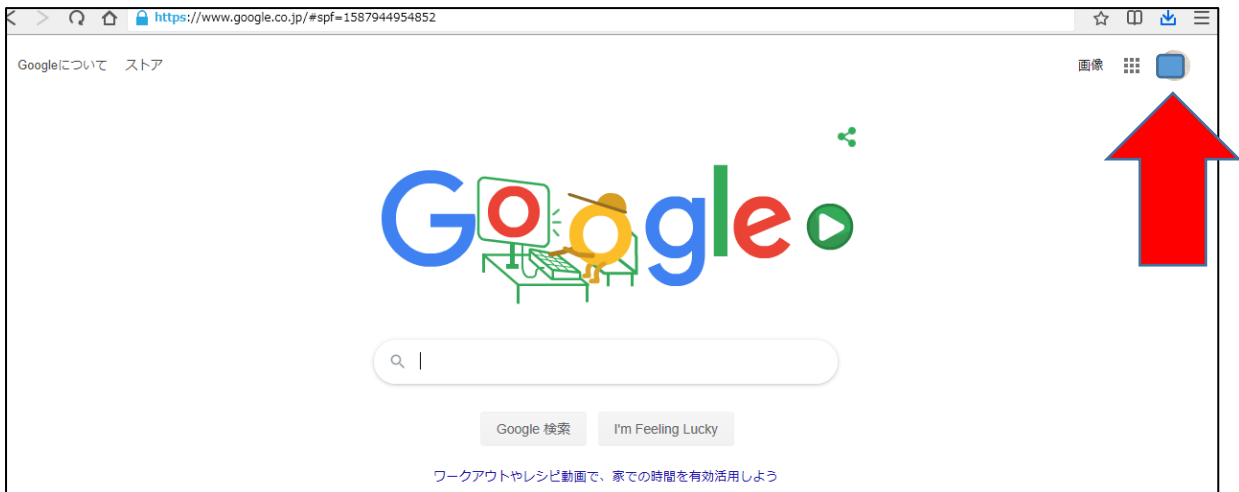 https://www.google.co.jp/#spf=1587944954852
Googleについて ストア 画像
Google
Google 検索 I'm Feeling Lucky
ワークアウトやレシピ動画で、家での時間を有効活用しよう